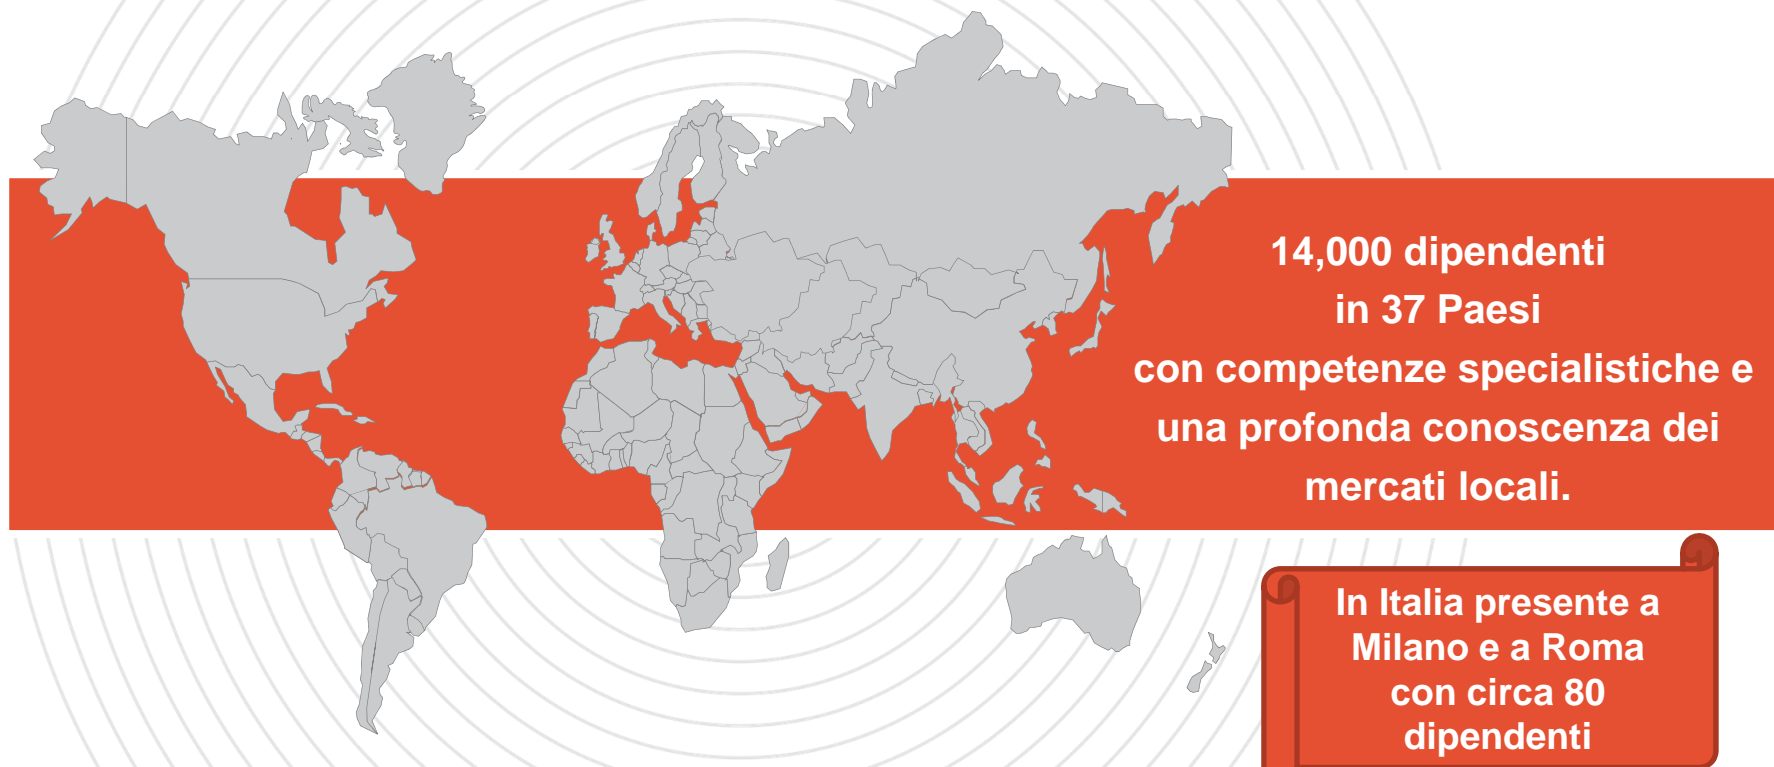 14,000 dipendenti
in 37 Paesi
con competenze specialistiche e
una profonda conoscenza dei
mercati locali.
In Italia presente a
Milano e a Roma
con circa 80
dipendenti